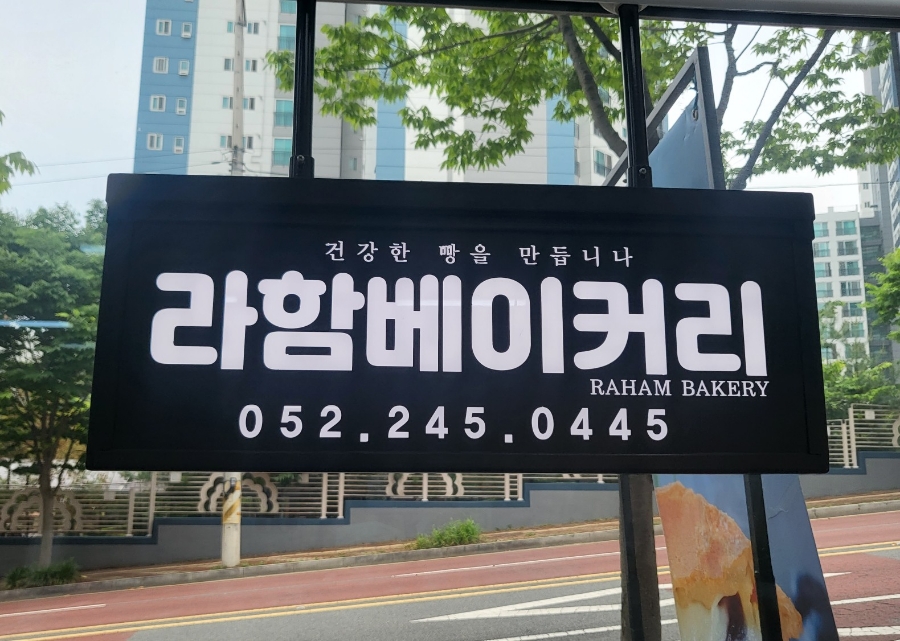 건강한 빵을 만듭니나
라함베이커리
RAHAM BAKERY
052.245.0445